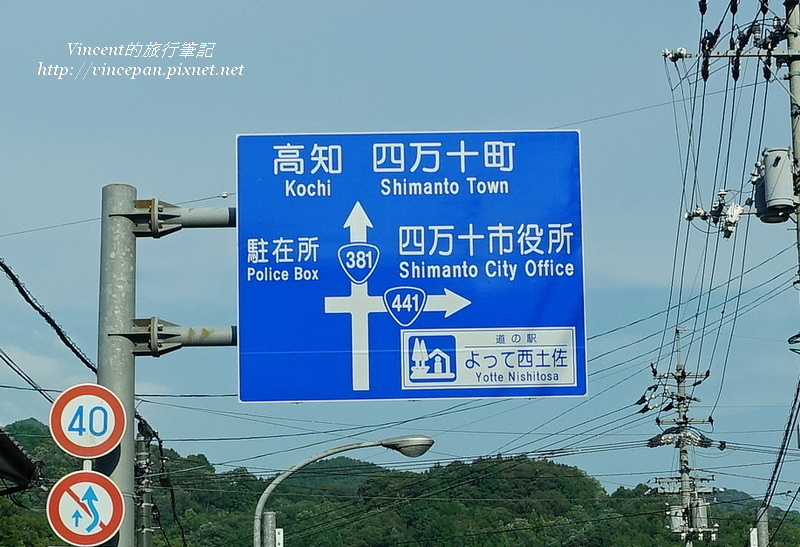 Vincent的旅行筆記
http://vincepan.pixnet.net
高知 四万十町
Kochi Shimanto Town
駐在所
Police Box
381
四万十市役所
Shimanto City Office
441
道の駅
よって西土佐
Yotte Nishitosa
40